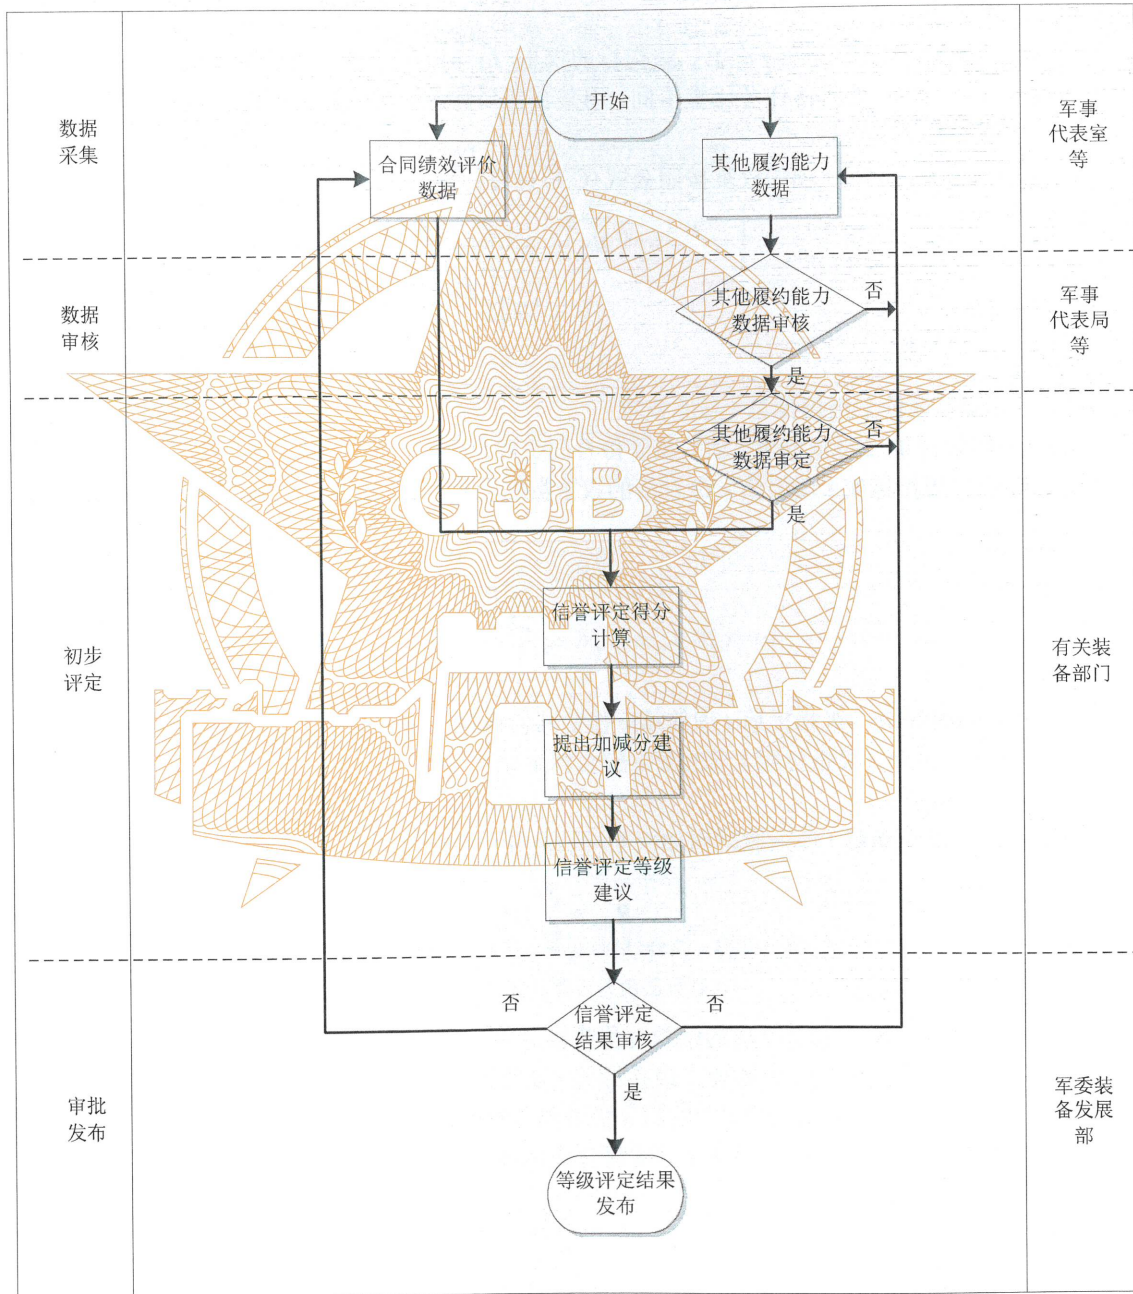 开始
数据
采集
合同绩效评价
数据
其他履约能力
数据
军事
代表室
等
数据
审核
其他履约能力
数据审核
否
是
军事
代表局
等
其他履约能力
数据审定
否
是
GJB
初步
评定
信誉评定得分
计算
提出加减分建
议
信誉评定等级
建议
有关装
备部门
审批
发布
否
信誉评定
结果审核
否
是
等级评定结果
发布
军委装
备发展
部